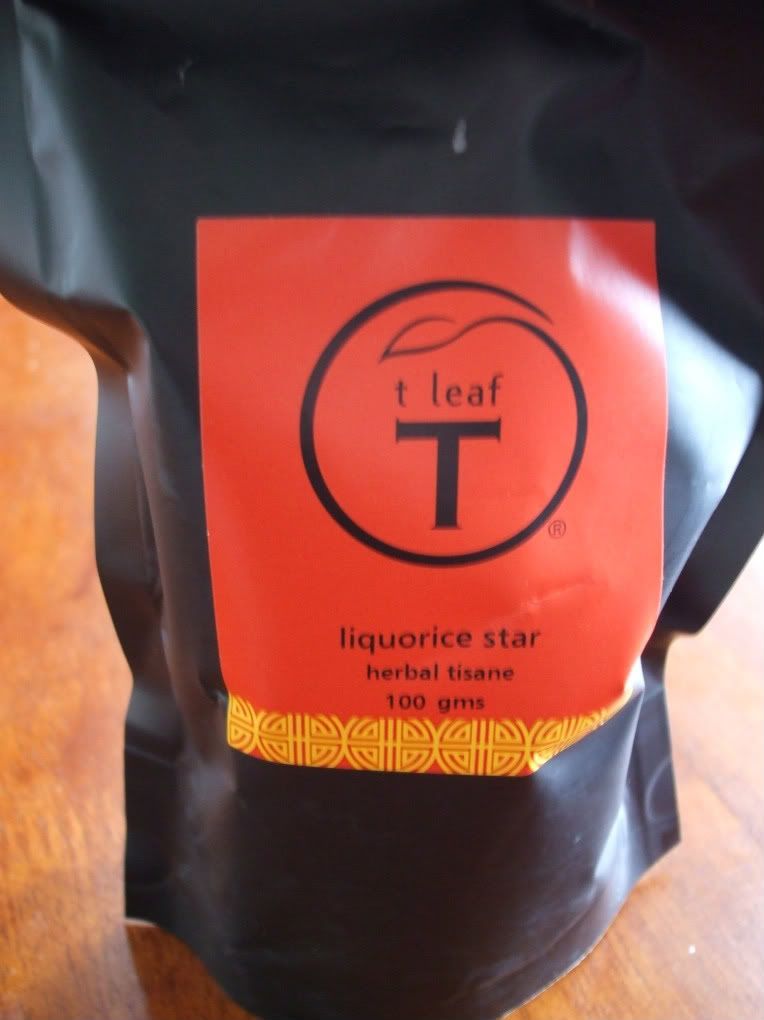 t leaf
T
®
liquorice star
herbal tisane
100 gms